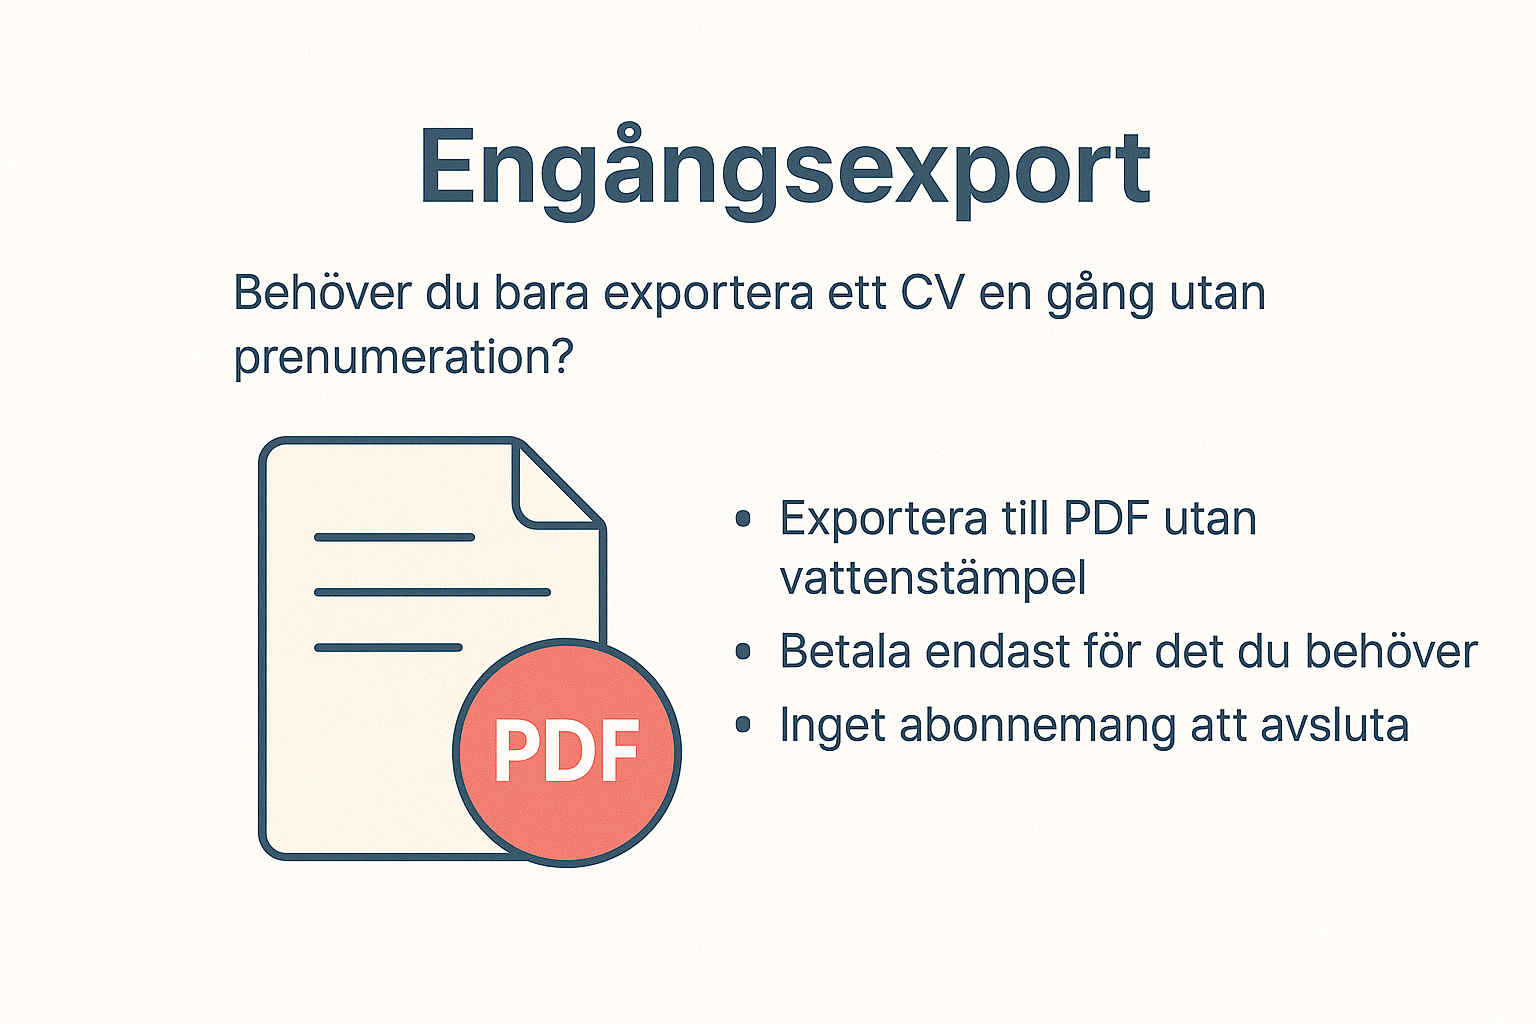 Engångsexport
Behöver du bara exportera ett CV en gång utan
prenumeration?
• Exportera till PDF utan
vattenstämpel
• Betala endast för det du behöver
• Inget abonnemang att avsluta
PDF